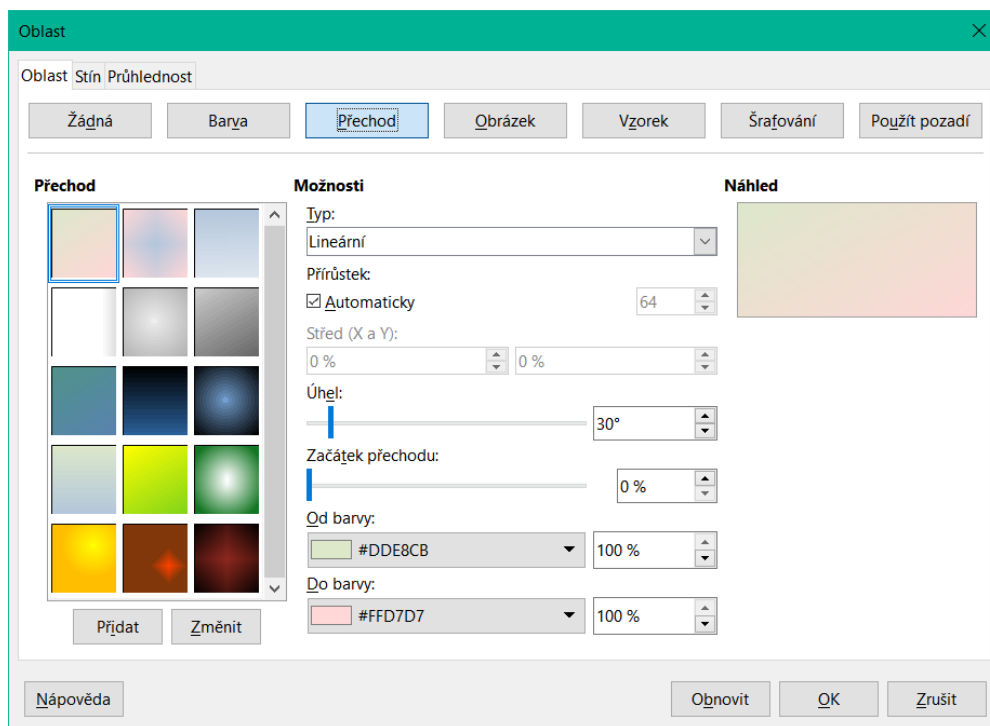 Oblast
Oblast Stín Průhlednost
Žádná Barva Přechod Obrázek Vzorek Šrafování Použít pozadí
Přechod
Možnosti
Náhled
Typ:
Lineární
Přírůstek:
Automaticky 64
Střed (X a Y):
0 % 0 %
Úhel:
30°
Začátek přechodu:
0 %
Od barvy:
#DDE8CB 100 %
Do barvy:
#FFD7D7 100 %
Přidat Změnit
Nápověda Obnovit OK Zrušit